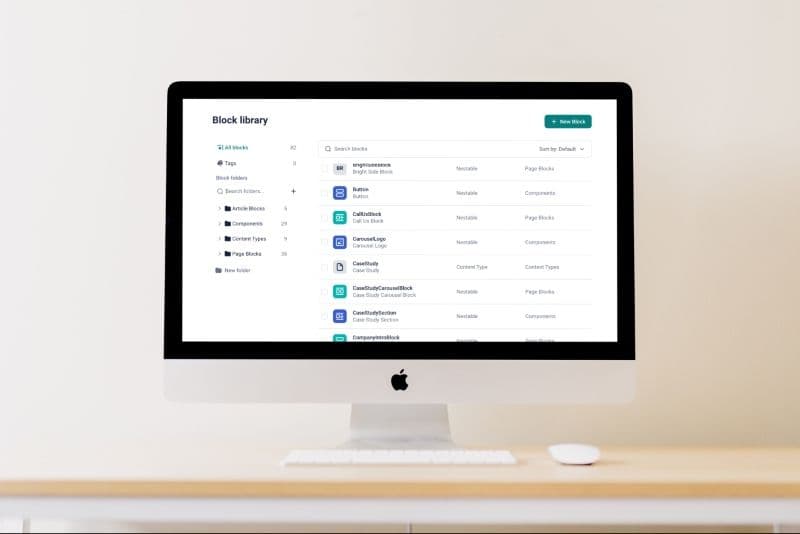 Block library
+ New Block
All blocks 82
Tags 3
Block folders
Search folders... +
Article Blocks 5
Components 29
Content Types 9
Page Blocks
New folder
Search blocks Sort by: Default
BR Nestable Page Blocks
Bright Side Block
Button Nestable Components
Button
CallUsBlock Nestable Page Blocks
Call Us Block
CarouselLogo Nestable Components
Carousel Logo
CaseStudy Content Type Content Types
Case Study
CaseStudyCarouselBlock Nestable Page Blocks
Case Study Carousel Block
CaseStudySection Nestable Components
Case Study Section
CompanyIntroBlock Nestable Page Blocks